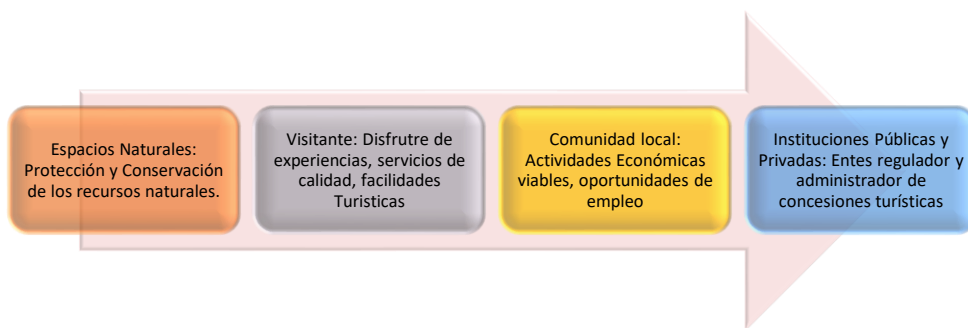 Espacios Naturales:
Protección y Conservación
de los recursos naturales.
Visitante: Disfrutre de
experiencias, servicios de
calidad, facilidades
Turisticas
Comunidad local:
Actividades Económicas
viables, oportunidades de
empleo
Instituciones Públicas y
Privadas: Entes regulador y
administrador de
concesiones turísticas